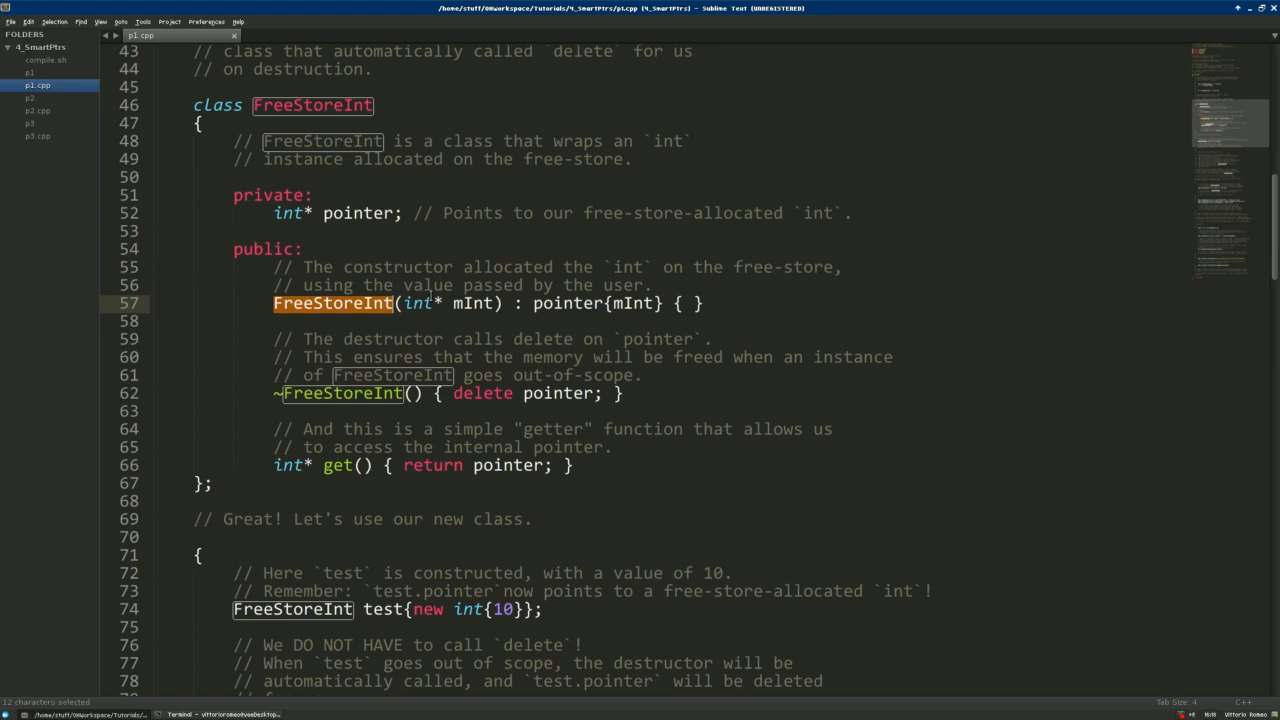 /home/stuff/OHWorkspace/Tutorials/4_SmartPtrs/p1.cpp (4_SmartPtrs) - Sublime Text (UNREGISTERED)
File Edit Selection Find View Goto Tools Project Preferences Help
FOLDERS
4_SmartPtrs
compile.sh
p1
p1.cpp
p2
p2.cpp
p3
p3.cpp
p1.cpp
43 // class that automatically called `delete` for us
44 // on destruction.
45
46 class FreeStoreInt
47 {
48 // FreeStoreInt is a class that wraps an `int`
49 // instance allocated on the free-store.
50
51 private:
52 int* pointer; // Points to our free-store-allocated `int`.
53
54 public:
55 // The constructor allocated the `int` on the free-store,
56 // using the value passed by the user.
57 FreeStoreInt(int* mInt) : pointer{mInt} { }
58
59 // The destructor calls delete on `pointer`.
60 // This ensures that the memory will be freed when an instance
61 // of FreeStoreInt goes out-of-scope.
62 ~FreeStoreInt() { delete pointer; }
63
64 // And this is a simple "getter" function that allows us
65 // to access the internal pointer.
66 int* get() { return pointer; }
67 };
68
69 // Great! Let's use our new class.
70
71 {
72 // Here `test` is constructed, with a value of 10.
73 // Remember: `test.pointer`now points to a free-store-allocated `int`!
74 FreeStoreInt test{new int{10}};
75
76 // We DO NOT HAVE to call `delete`!
77 // When `test` goes out of scope, the destructor will be
78 // automatically called, and `test.pointer` will be deleted
12 characters selected
Tab Size: 4 C++
/home/stuff/OHWorkspace/Tutorials/... Terminal - vittorioromeo@veeDesktop...
Vittorio Romeo